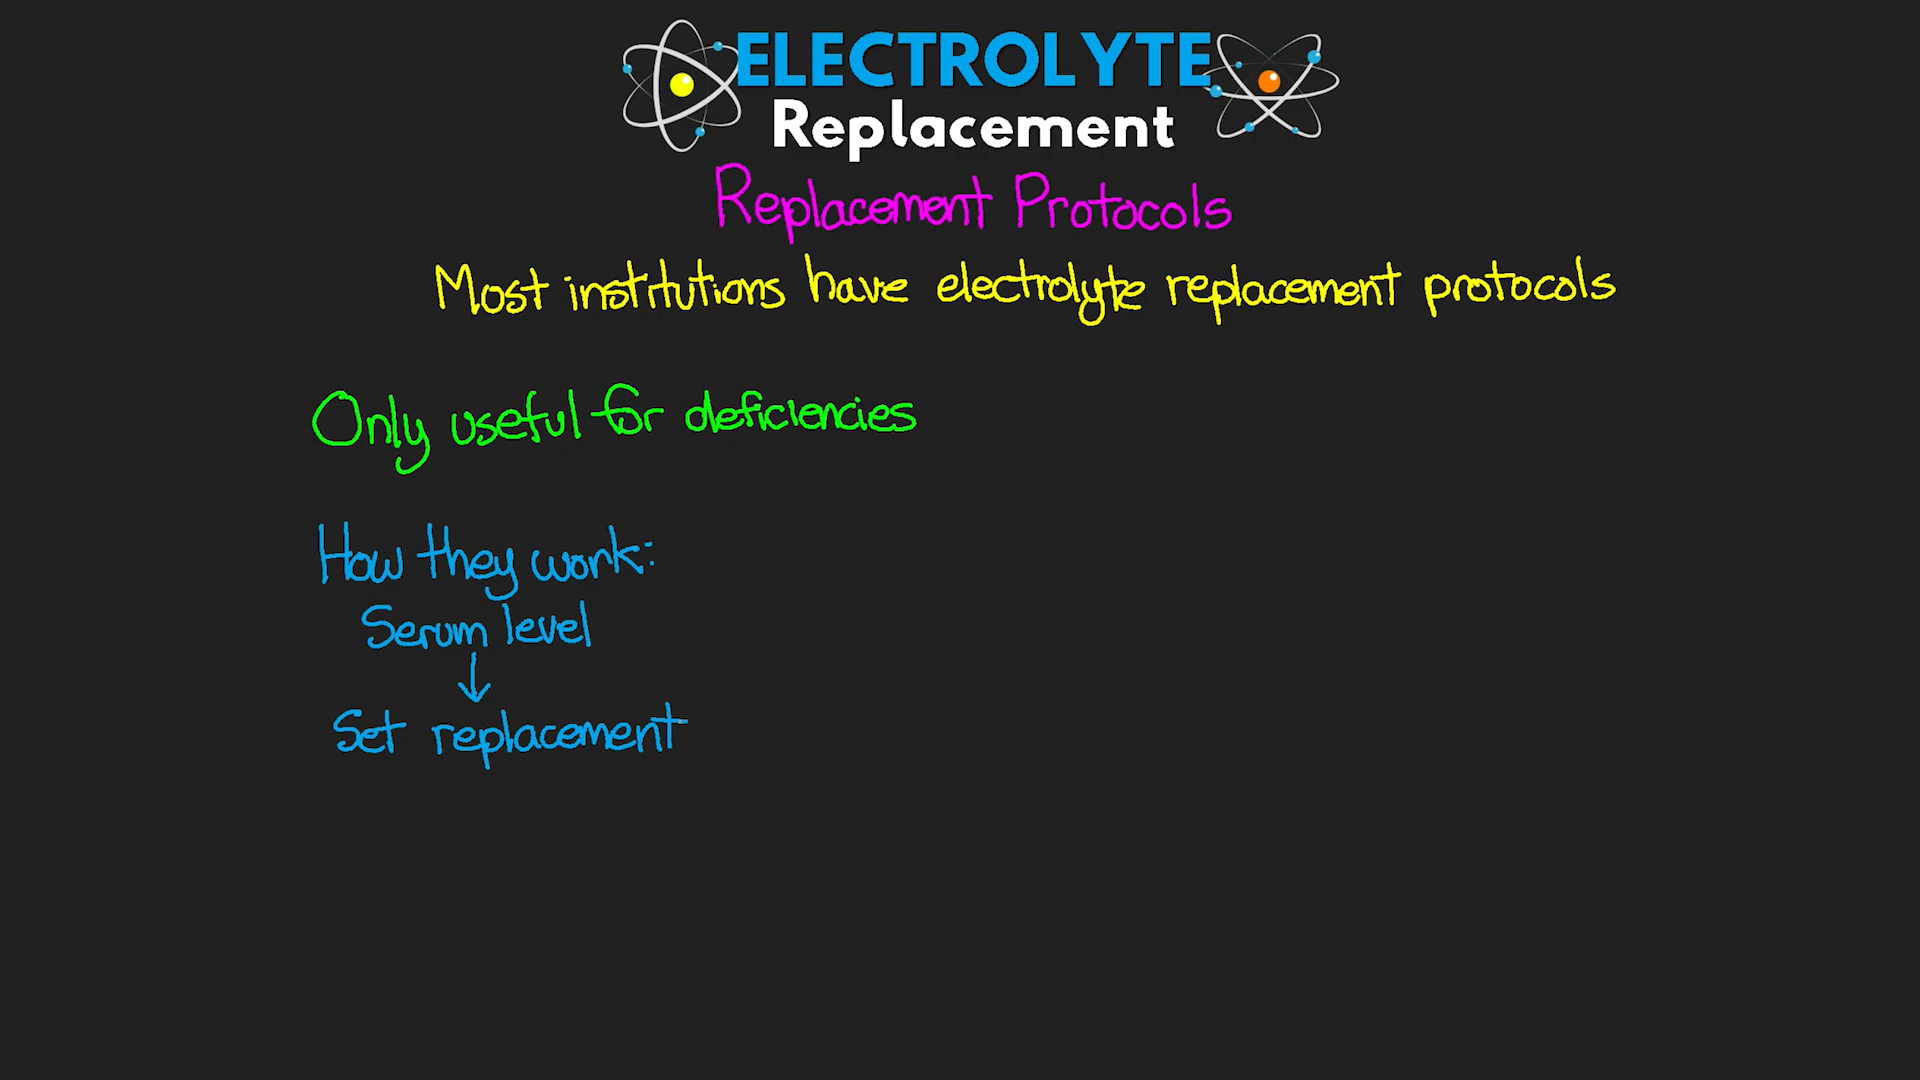 ELECTROLYTE
Replacement
Replacement Protocols
Most institutions have electrolyte replacement protocols
Only useful for deficiencies
How they work:
Serum level
↓
Set replacement